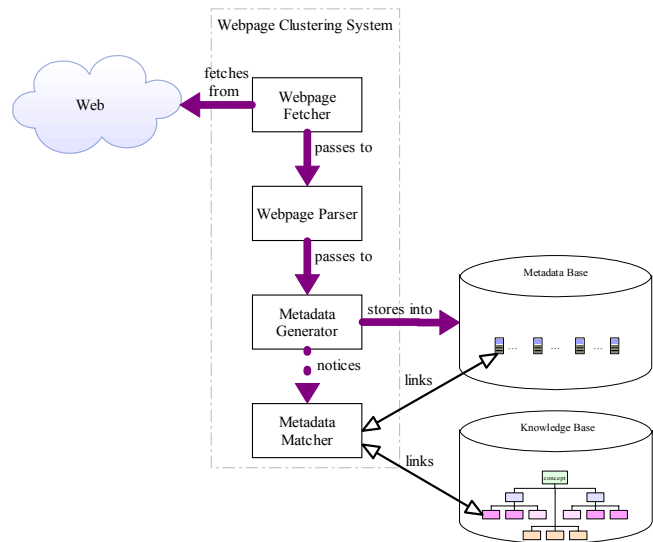 Webpage Clustering System
fetches
from
Web
Webpage
Fetcher
passes to
Webpage Parser
passes to
Metadata Base
Metadata
Generator
stores into
... ... ...
notices
links
Metadata
Matcher
Knowledge Base
links
concept